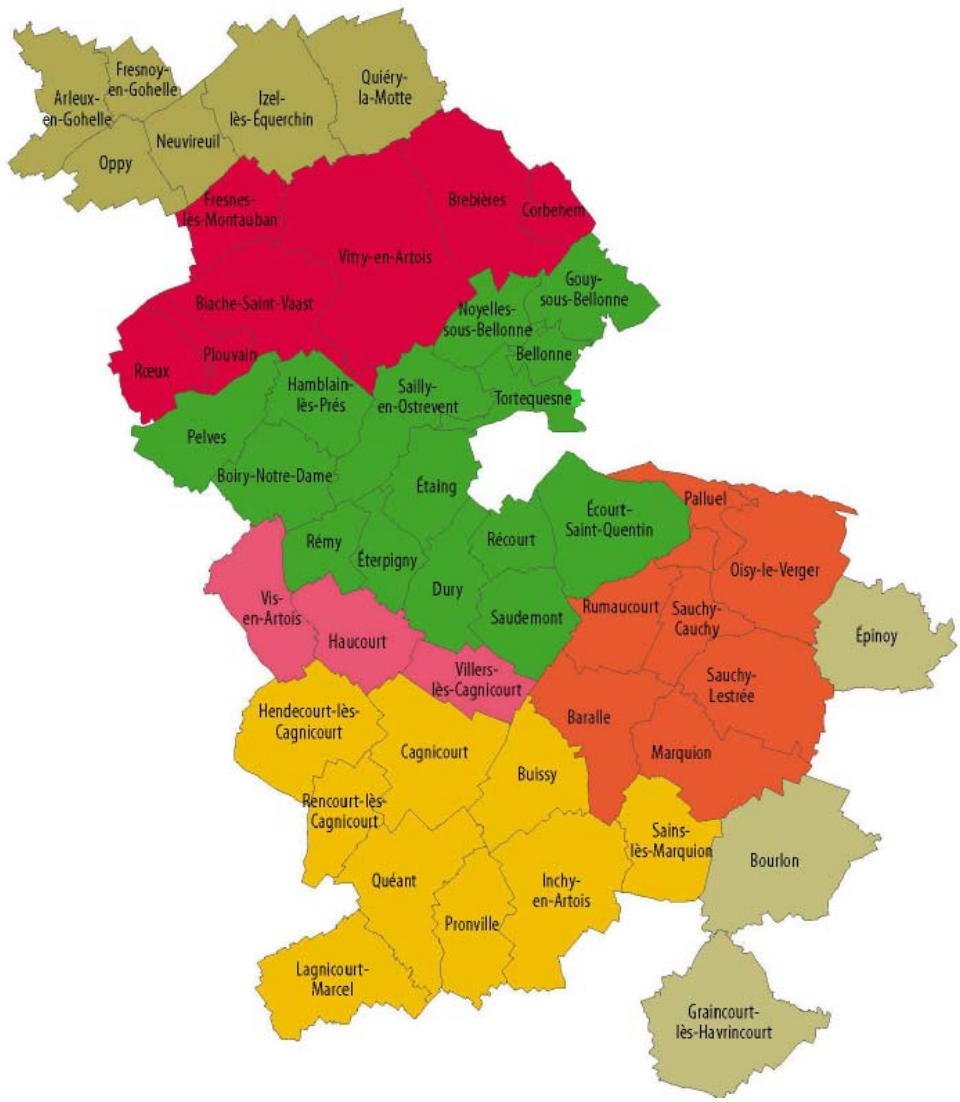 Fresnoy-
en-Gohelle
Arleux-
en-Gohelle
Oppy
Neuvireuil
Izel-
lès-Équerchin
Quiéry-
la-Motte
Fresnes-
lès-Montauban
Vitry-en-Artois
Brebières
Corbehem
Biache-Saint-Vaast
Rœux
Plouvain
Gouy-
sous-Bellonne
Noyelles-
sous-Bellonne
Bellonne
Tortequesne
Hamblain-
lès-Prés
Sailly-
en-Ostrevent
Pelves
Boiry-Notre-Dame
Étaing
Écourt-
Saint-Quentin
Palluel
Rémy
Éterpigny
Récourt
Oisy-le-Verger
Dury
Saudemont
Rumaucourt
Sauchy-
Cauchy
Épinoy
Vis-
en-Artois
Haucourt
Villers-
lès-Cagnicourt
Sauchy-
Lestrée
Hendecourt-lès-
Cagnicourt
Cagnicourt
Baralle
Marquion
Buissy
Rencourt-lès-
Cagnicourt
Sains-
lès-Marquion
Bourlon
Quéant
Inchy-
en-Artois
Pronville
Lagnicourt-
Marcel
Graincourt-
lès-Havrincourt